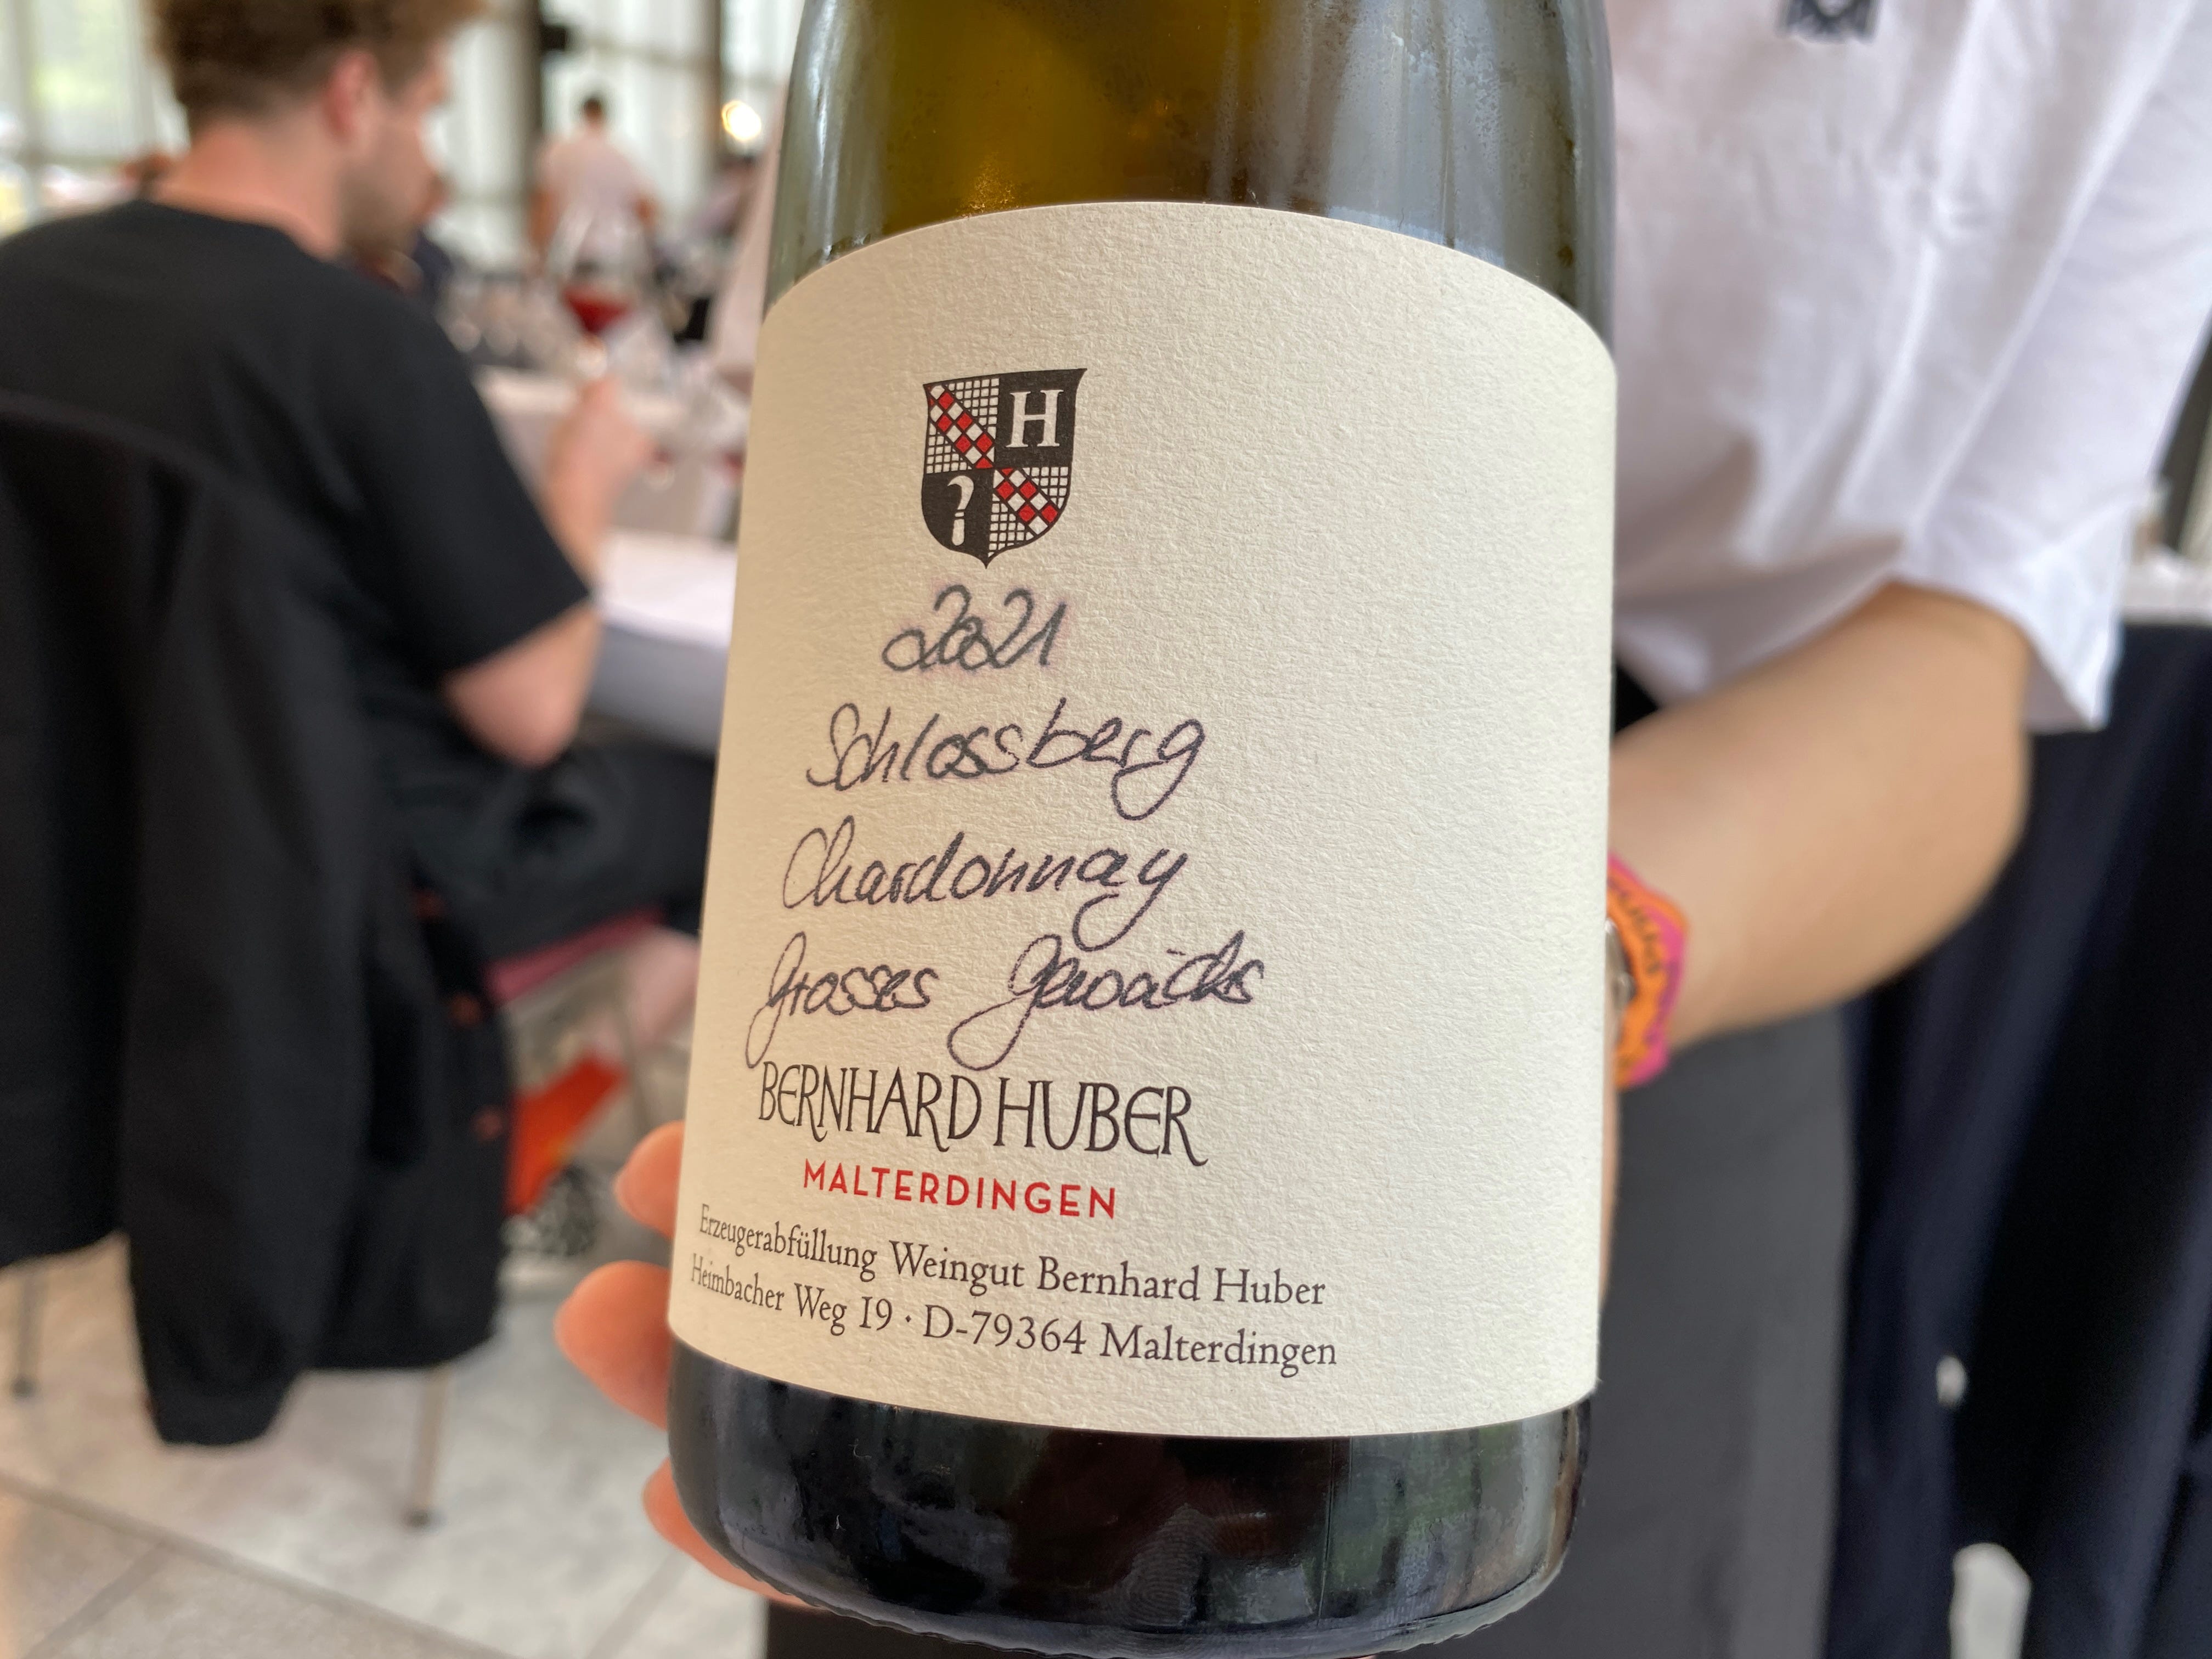 H
2021
Schlossberg
Chardonnay
Grosses Gewächs
BERNHARD HUBER
MALTERDINGEN
Erzeugerabfüllung Weingut Bernhard Huber
Heimbacher Weg 19 · D-79364 Malterdingen